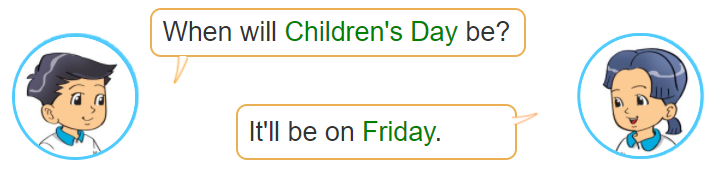 When will Children's Day be?
It'll be on Friday.